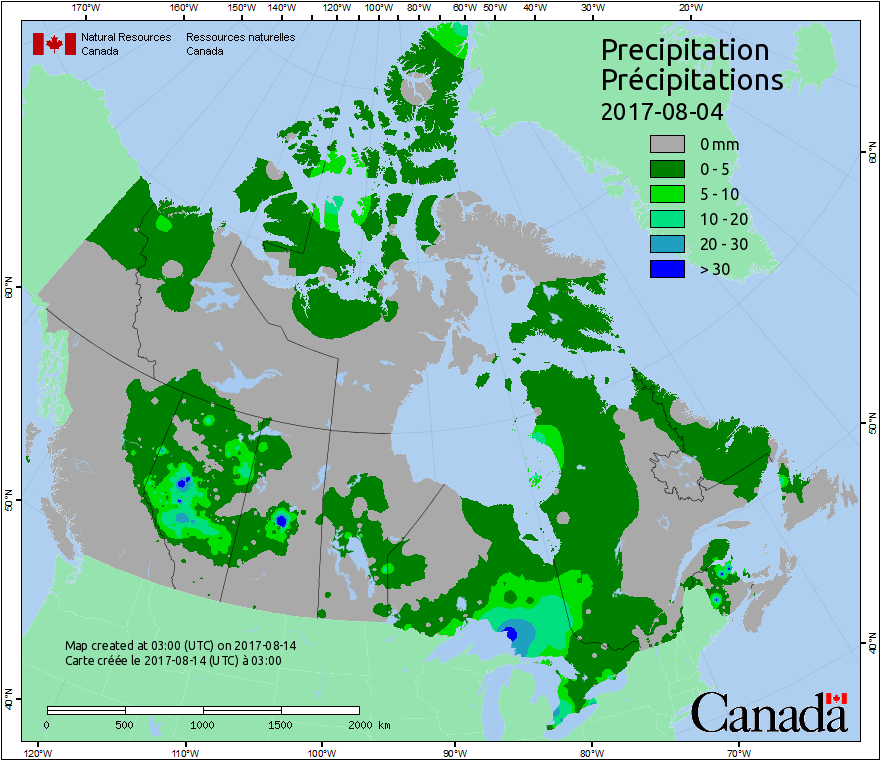 170°W 160°W 150°W 140°W 120°W 100°W 80°W 60°W 50°W 40°W 30°W 20°W
Natural Resources
Canada
Ressources naturelles
Canada
Precipitation
Précipitations
2017-08-04
0 mm
0 - 5
5 - 10
10 - 20
20 - 30
> 30
60°N
60°N
50°N
50°N
40°N
40°N
Map created at 03:00 (UTC) on 2017-08-14
Carte créée le 2017-08-14 (UTC) à 03:00
0 500 1000 1500 2000 km
Canada
120°W 110°W 100°W 90°W 80°W 70°W